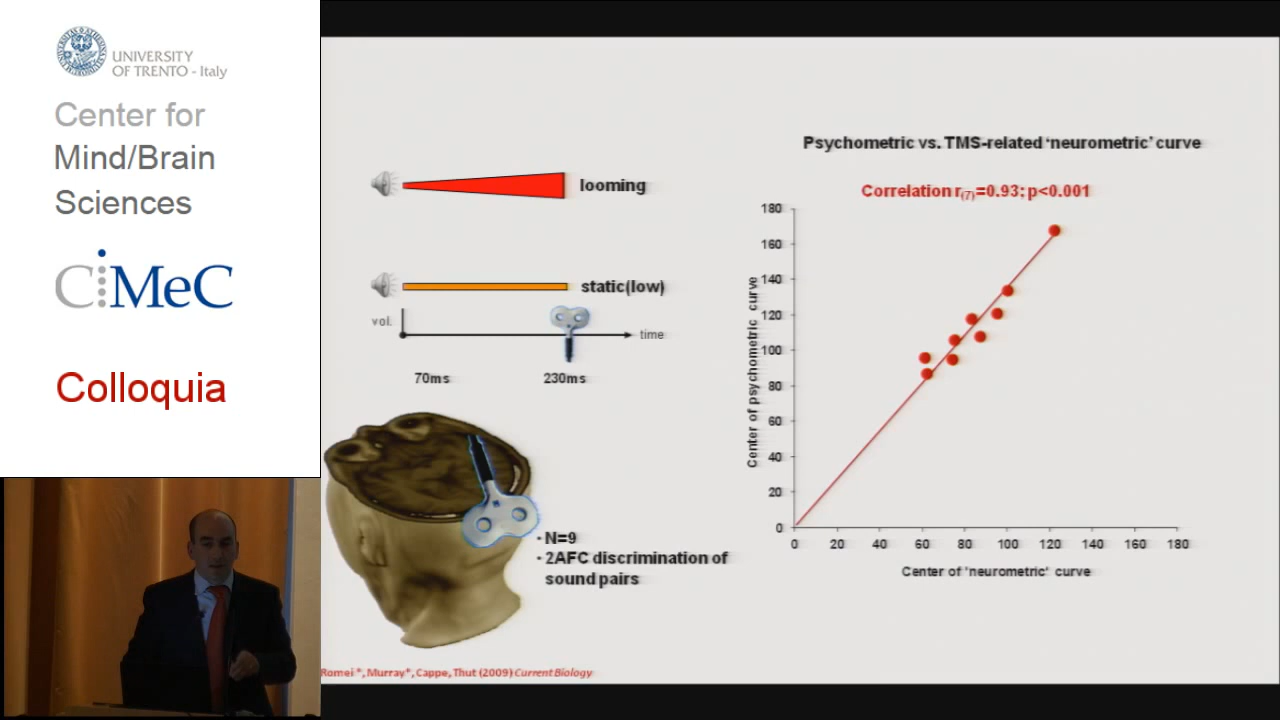 UNIVERSITY
OF TRENTO - Italy
Center for
Mind/Brain
Sciences
CiMeC
Colloquia
looming
static(low)
vol.
time
70ms
230ms
· N=9
· 2AFC discrimination of
sound pairs
Romei*, Murray*, Cappe, Thut (2009) Current Biology
Psychometric vs. TMS-related ‘neurometric’ curve
Correlation r(7)=0.93; p<0.001
Center of psychometric curve
180
160
140
120
100
80
60
40
20
0
0 20 40 60 80 100 120 140 160 180
Center of 'neurometric' curve